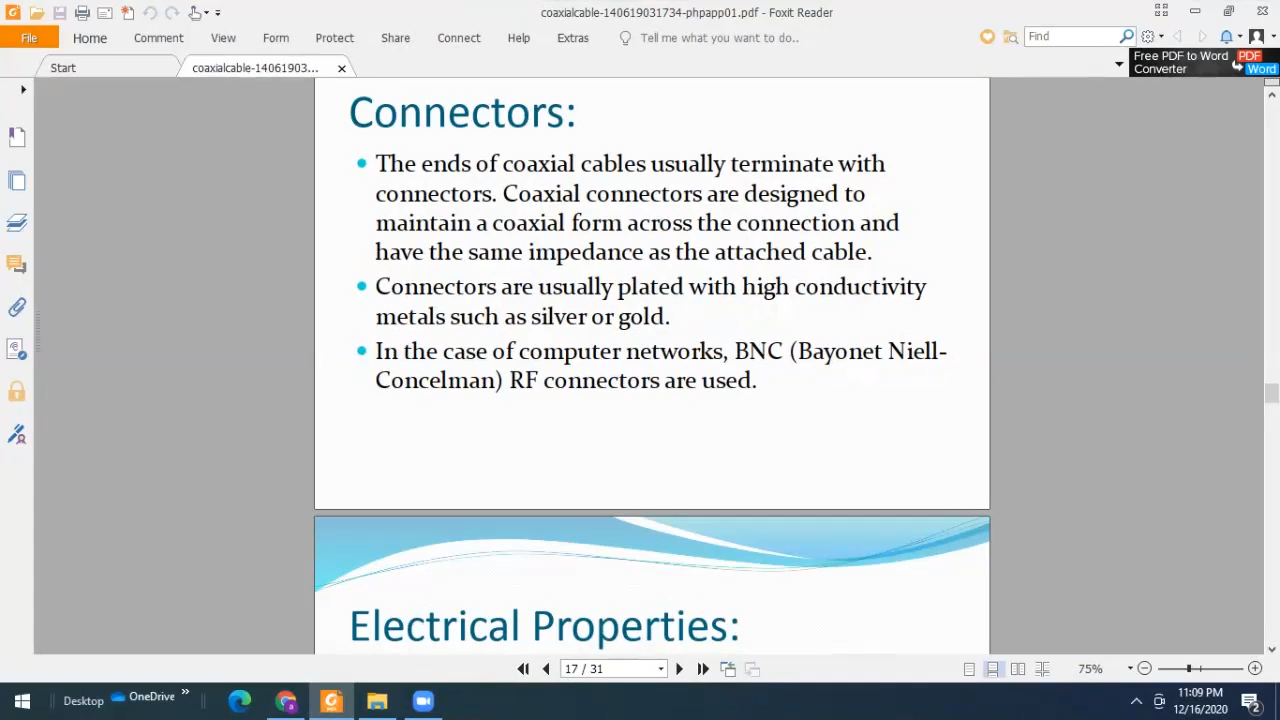 coaxialcable-140619031734-phpapp01.pdf - Foxit Reader
File Home Comment View Form Protect Share Connect Help Extras Tell me what you want to do.. Find
Free PDF to Word Converter PDF Word
Start coaxialcable-14061903...
Connectors:
• The ends of coaxial cables usually terminate with
connectors. Coaxial connectors are designed to
maintain a coaxial form across the connection and
have the same impedance as the attached cable.
• Connectors are usually plated with high conductivity
metals such as silver or gold.
• In the case of computer networks, BNC (Bayonet Niell-
Concelman) RF connectors are used.
Electrical Properties:
17 / 31 75%
Desktop OneDrive 11:09 PM
12/16/2020 2